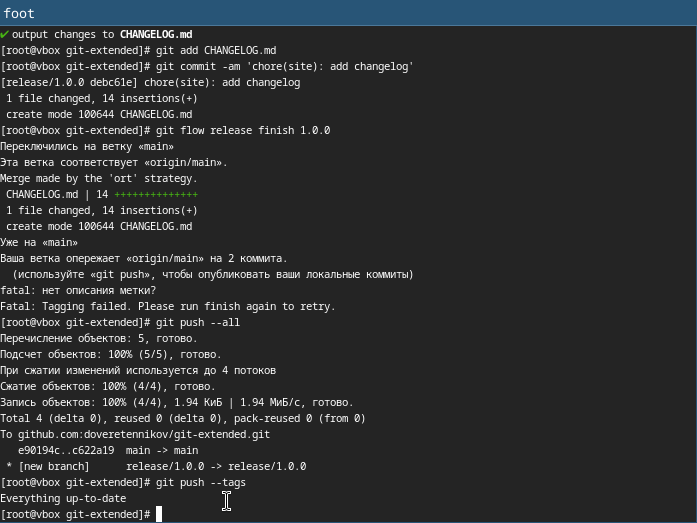 foot
✔ output changes to CHANGELOG.md
[root@vbox git-extended]# git add CHANGELOG.md
[root@vbox git-extended]# git commit -am 'chore(site): add changelog'
[release/1.0.0 debc61e] chore(site): add changelog
 1 file changed, 14 insertions(+)
 create mode 100644 CHANGELOG.md
[root@vbox git-extended]# git flow release finish 1.0.0
Переключились на ветку «main»
Эта ветка соответствует «origin/main».
Merge made by the 'ort' strategy.
 CHANGELOG.md | 14 ++++++++++++++
 1 file changed, 14 insertions(+)
 create mode 100644 CHANGELOG.md
Уже на «main»
Ваша ветка опережает «origin/main» на 2 коммита.
  (используйте «git push», чтобы опубликовать ваши локальные коммиты)
fatal: нет описания метки?
Fatal: Tagging failed. Please run finish again to retry.
[root@vbox git-extended]# git push --all
Перечисление объектов: 5, готово.
Подсчет объектов: 100% (5/5), готово.
При сжатии изменений используется до 4 потоков
Сжатие объектов: 100% (4/4), готово.
Запись объектов: 100% (4/4), 1.94 КиБ | 1.94 МиБ/с, готово.
Total 4 (delta 0), reused 0 (delta 0), pack-reused 0 (from 0)
To github.com:doveretennikov/git-extended.git
   e90194c..c622a19  main -> main
 * [new branch]      release/1.0.0 -> release/1.0.0
[root@vbox git-extended]# git push --tags
Everything up-to-date
[root@vbox git-extended]#